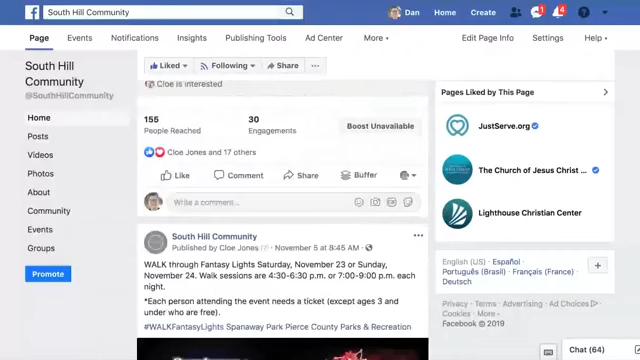 South Hill Community
Dan
Home
Create
1
4
Page
Events
Notifications
Insights
Publishing Tools
Ad Center
More
Edit Page Info
Settings
Help
South Hill
Community
@SouthHillCommunity
Home
Posts
Videos
Photos
About
Community
Events
Groups
Promote
Liked
Following
Share
Cloe is interested
155
People Reached
30
Engagements
Boost Unavailable
Cloe Jones and 17 others
Like
Comment
Share
Buffer
Write a comment...
South Hill Community
Published by Cloe Jones [?] · November 5 at 8:45 AM ·
WALK through Fantasy Lights Saturday, November 23 or Sunday,
November 24. Walk sessions are 4:30-6:30 p.m. or 7:00-9:00 p.m. each
night.
*Each person attending the event needs a ticket (except ages 3 and
under who are free).
#WALKFantasyLights Spanaway Park Pierce County Parks & Recreation
Pages Liked by This Page
JustServe.org
The Church of Jesus Christ ...
Lighthouse Christian Center
English (US) · Español ·
Português (Brasil) · Français (France) ·
Deutsch
Privacy · Terms · Advertising · Ad Choices ·
Cookies · More
Facebook © 2019
Chat (64)